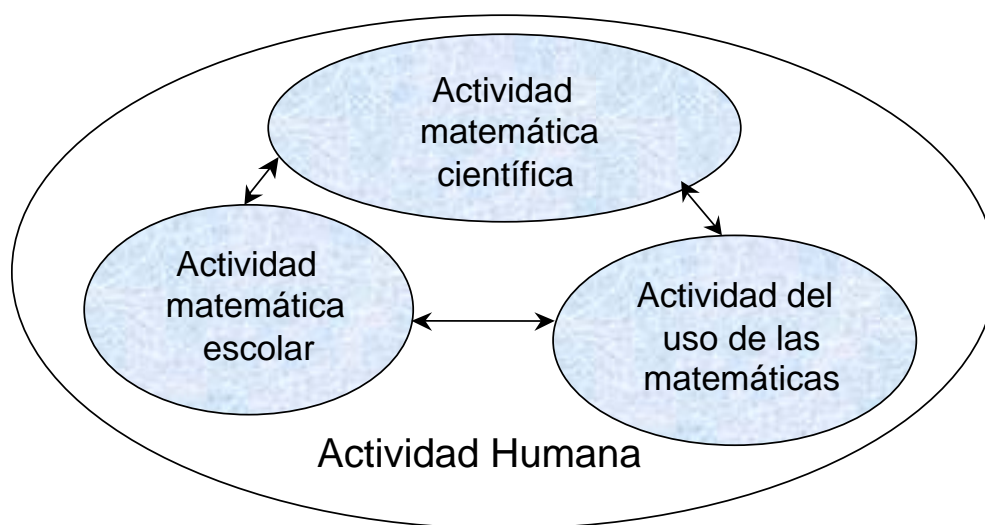 Actividad
matemática
científica
Actividad
matemática
escolar
Actividad del
uso de las
matemáticas
Actividad Humana